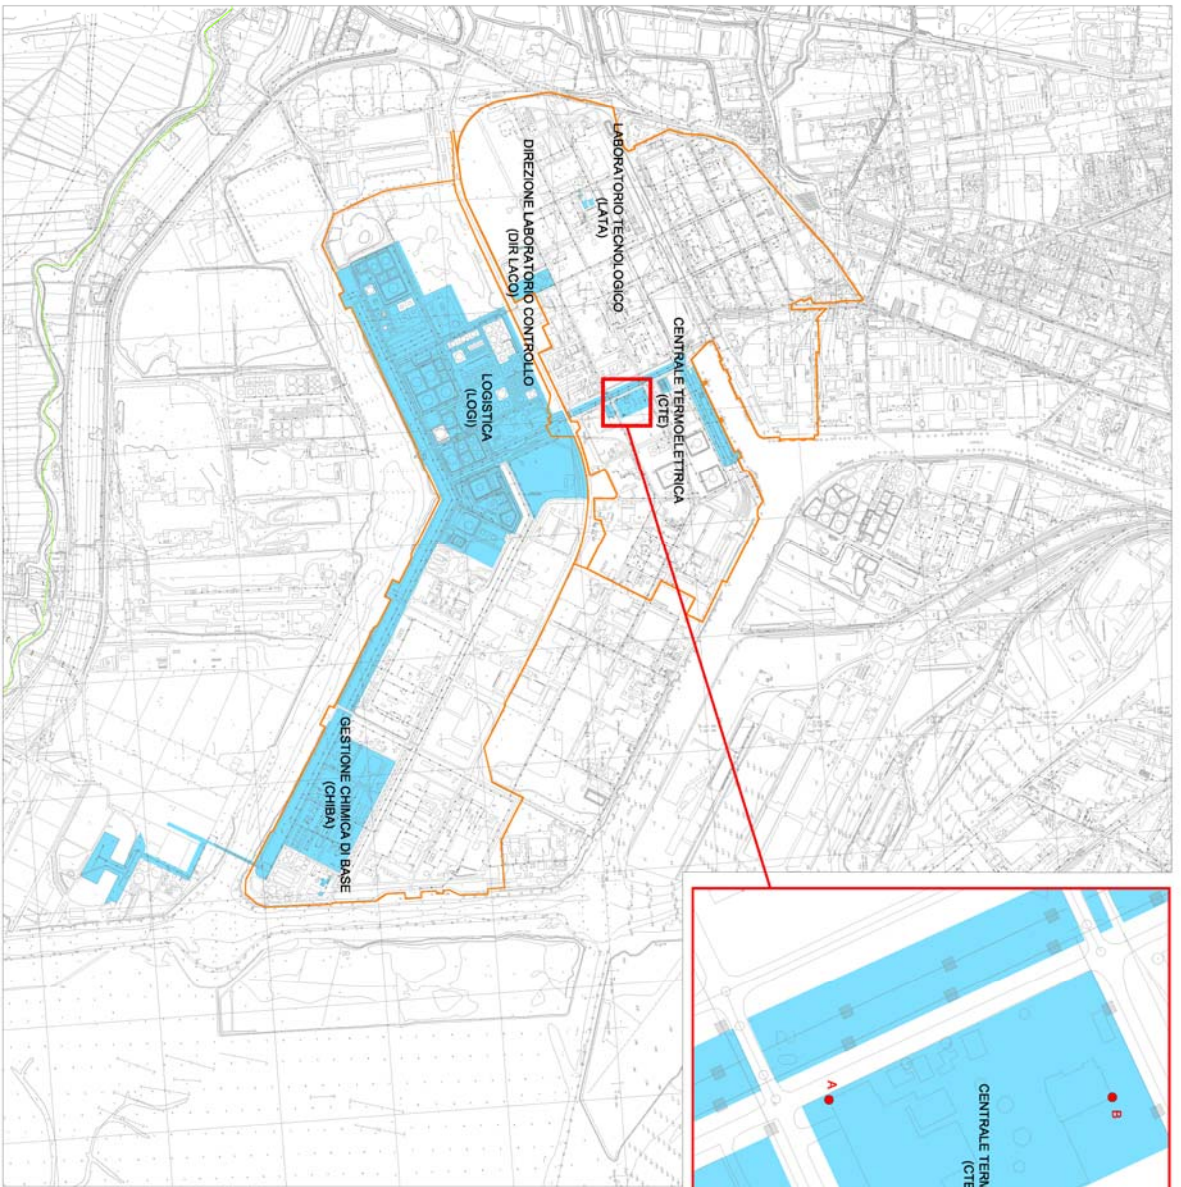 LABORATORIO TECNOLOGICO
(LATA)
DIREZIONE LABORATORIO CONTROLLO
(DIR LACO)
CENTRALE TERMOELETTRICA
(CTE)
LOGISTICA
(LOGI)
GESTIONE CHIMICA DI BASE
(CHIBA)
A
B
CENTRALE TERM
(CTE